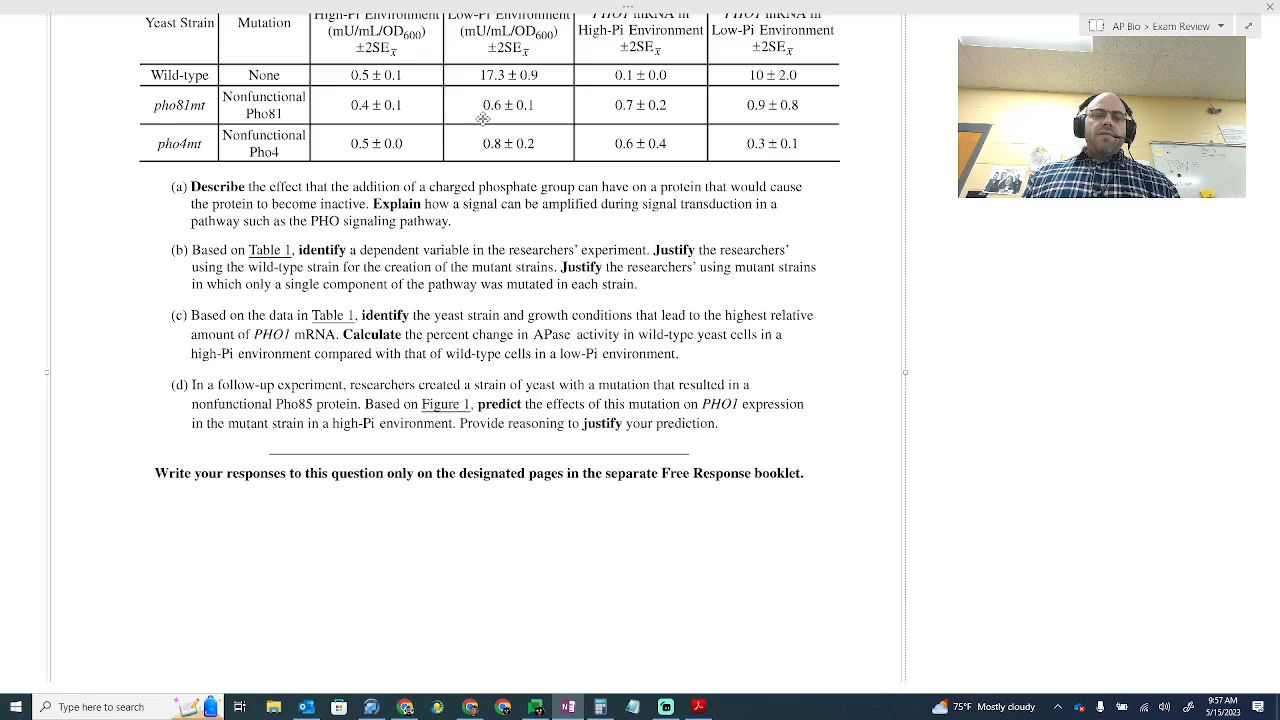 AP Bio > Exam Review
Yeast Strain
Mutation
High-Pi Environment
(mU/mL/OD600)
±2SEx̅
Low-Pi Environment
(mU/mL/OD600)
±2SEx̅
PHO1 mRNA in
High-Pi Environment
±2SEx̅
PHO1 mRNA in
Low-Pi Environment
±2SEx̅
Wild-type None 0.5 ± 0.1 17.3 ± 0.9 0.1 ± 0.0 10 ± 2.0
pho81mt Nonfunctional Pho81 0.4 ± 0.1 0.6 ± 0.1 0.7 ± 0.2 0.9 ± 0.8
pho4mt Nonfunctional Pho4 0.5 ± 0.0 0.8 ± 0.2 0.6 ± 0.4 0.3 ± 0.1
(a) Describe the effect that the addition of a charged phosphate group can have on a protein that would cause
the protein to become inactive. Explain how a signal can be amplified during signal transduction in a
pathway such as the PHO signaling pathway.
(b) Based on Table 1, identify a dependent variable in the researchers' experiment. Justify the researchers'
using the wild-type strain for the creation of the mutant strains. Justify the researchers' using mutant strains
in which only a single component of the pathway was mutated in each strain.
(c) Based on the data in Table 1, identify the yeast strain and growth conditions that lead to the highest relative
amount of PHO1 mRNA. Calculate the percent change in APase activity in wild-type yeast cells in a
high-Pi environment compared with that of wild-type cells in a low-Pi environment.
(d) In a follow-up experiment, researchers created a strain of yeast with a mutation that resulted in a
nonfunctional Pho85 protein. Based on Figure 1, predict the effects of this mutation on PHO1 expression
in the mutant strain in a high-Pi environment. Provide reasoning to justify your prediction.
Write your responses to this question only on the designated pages in the separate Free Response booklet.
Type here to search
75°F Mostly cloudy
9:57 AM
5/15/2023